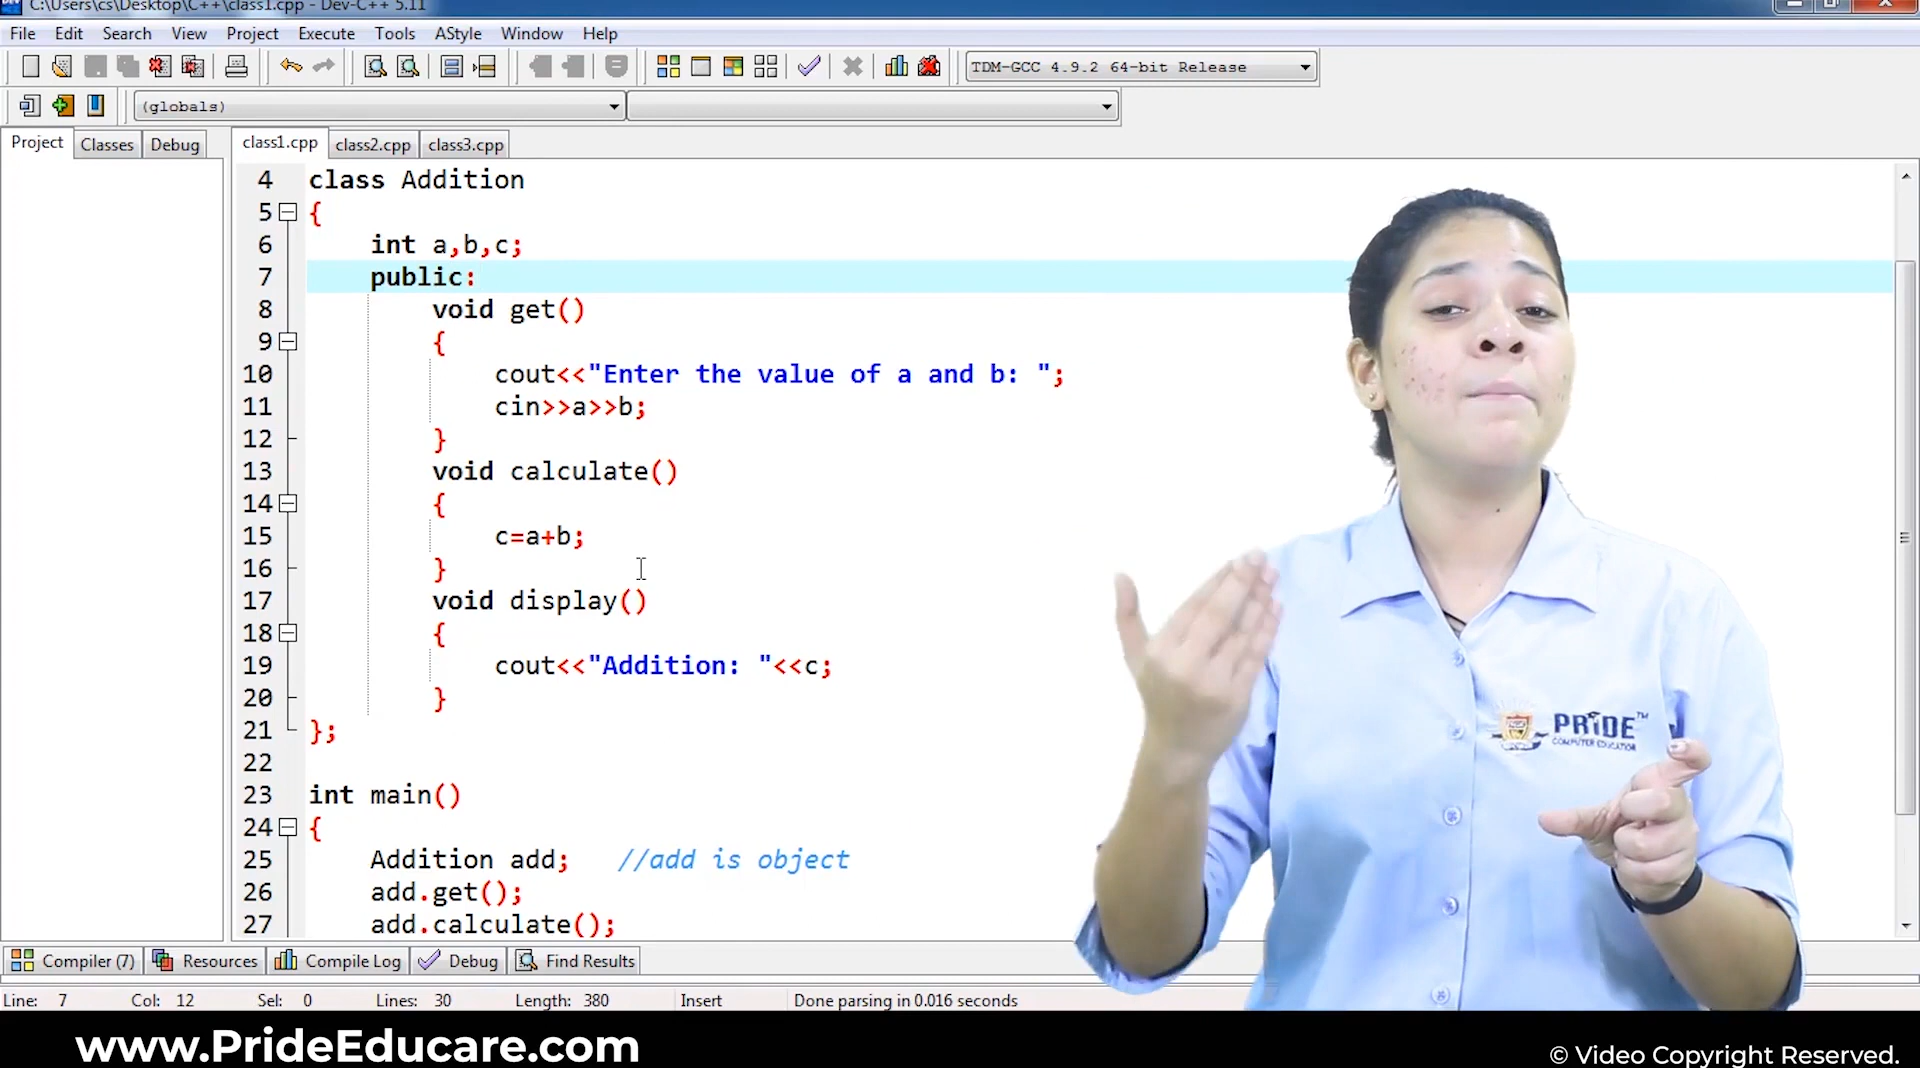 C:\Users\cs\Desktop\C++\class1.cpp - Dev-C++ 5.11
File Edit Search View Project Execute Tools AStyle Window Help
TDM-GCC 4.9.2 64-bit Release
(globals)
Project Classes Debug class1.cpp class2.cpp class3.cpp
4 class Addition
5 {
6 int a,b,c;
7 public:
8 void get()
9 {
10 cout<<"Enter the value of a and b: ";
11 cin>>a>>b;
12 }
13 void calculate()
14 {
15 c=a+b;
16 }
17 void display()
18 {
19 cout<<"Addition: "<<c;
20 }
21 };
22
23 int main()
24 {
25 Addition add; //add is object
26 add.get();
27 add.calculate();
PRIDE™
COMPUTER EDUCATION
Compiler (7) Resources Compile Log Debug Find Results
Line: 7 Col: 12 Sel: 0 Lines: 30 Length: 380 Insert Done parsing in 0.016 seconds
www.PrideEducare.com
© Video Copyright Reserved.